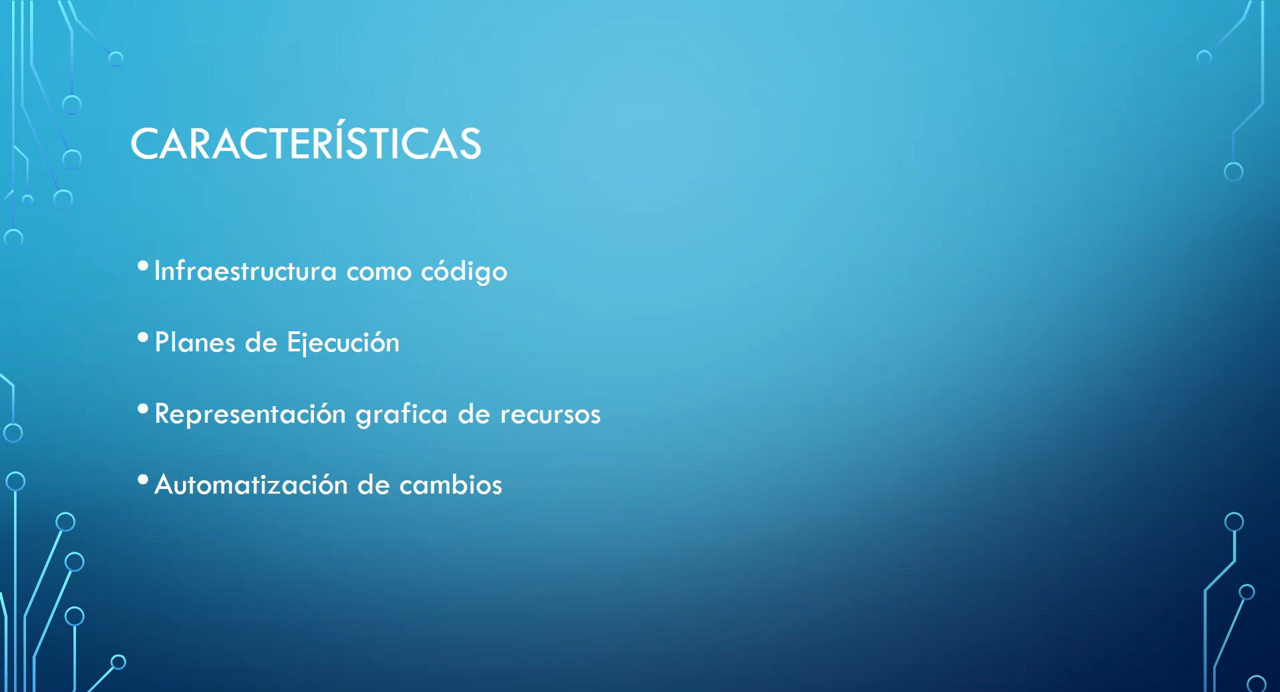 CARACTERÍSTICAS
•Infraestructura como código
•Planes de Ejecución
•Representación grafica de recursos
•Automatización de cambios